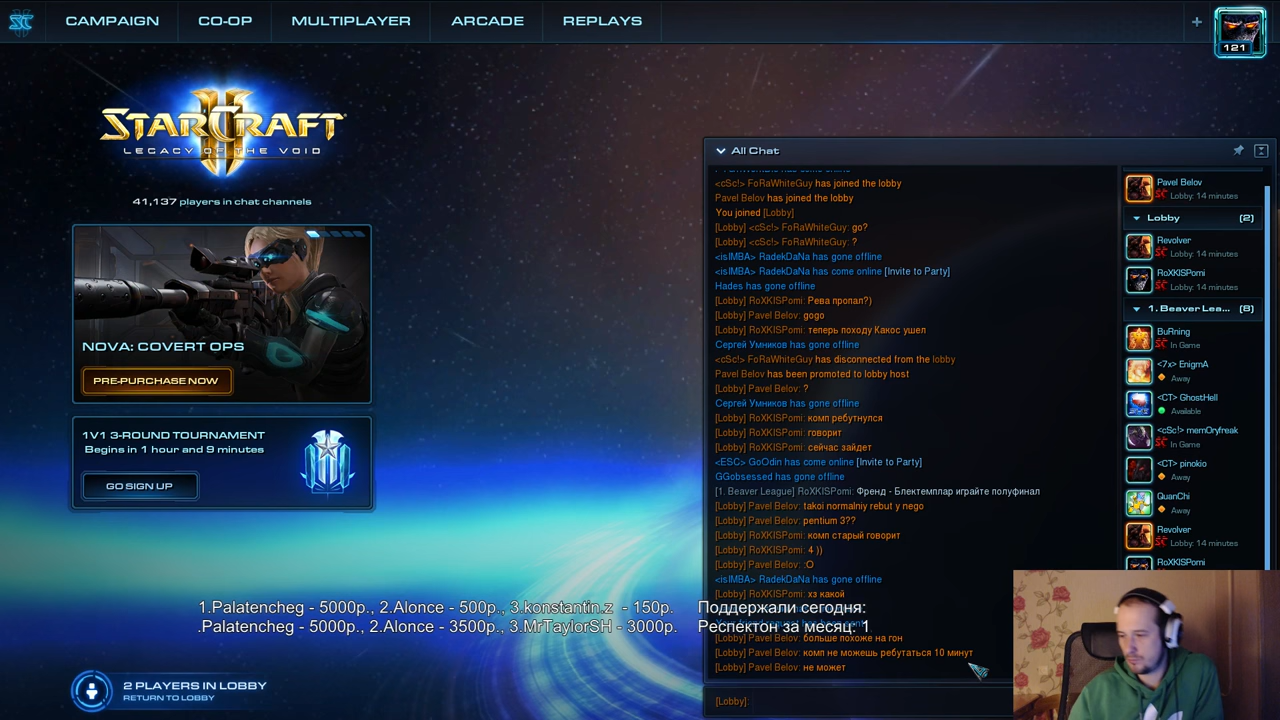 CAMPAIGN
CO-OP
MULTIPLAYER
ARCADE
REPLAYS
121
STARCRAFT
II
LEGACY OF THE VOID
41,137 players in chat channels
NOVA: COVERT OPS
PRE-PURCHASE NOW
1V1 3-ROUND TOURNAMENT
Begins in 1 hour and 9 minutes
GO SIGN UP
All Chat
<cSc!> FoRaWhiteGuy has joined the lobby
Pavel Belov has joined the lobby
You joined [Lobby]
[Lobby] <cSc!> FoRaWhiteGuy: go?
[Lobby] <cSc!> FoRaWhiteGuy: ?
<isIMBA> RadekDaNa has gone offline
<isIMBA> RadekDaNa has come online [Invite to Party]
Hades has gone offline
[Lobby] RoXKISPomi: Рева пропал?)
[Lobby] Pavel Belov: gogo
[Lobby] RoXKISPomi: теперь походу Какос ушел
Сергей Умников has gone offline
<cSc!> FoRaWhiteGuy has disconnected from the lobby
Pavel Belov has been promoted to lobby host
[Lobby] Pavel Belov: ?
Сергей Умников has gone offline
[Lobby] RoXKISPomi: комп ребутнулся
[Lobby] RoXKISPomi: говорит
[Lobby] RoXKISPomi: сейчас зайдет
<ESC> GoOdin has come online [Invite to Party]
GGobsessed has gone offline
[1. Beaver League] RoXKISPomi: Френд - Блектемплар играйте полуфинал
[Lobby] Pavel Belov: takoi normalniy rebut y nego
[Lobby] Pavel Belov: pentium 3??
[Lobby] RoXKISPomi: комп старый говорит
[Lobby] RoXKISPomi: 4 ))
[Lobby] Pavel Belov: :O
<isIMBA> RadekDaNa has gone offline
[Lobby] RoXKISPomi: хз какой
[Lobby] Pavel Belov: больше похоже на гон
[Lobby] Pavel Belov: комп не можешь ребутаться 10 минут
[Lobby] Pavel Belov: не может
[Lobby]:
Pavel Belov
Lobby: 14 minutes
Lobby (2)
Revolver
Lobby: 14 minutes
RoXKISPomi
Lobby: 14 minutes
1. Beaver Lea... (8)
BuRning
In Game
<7x> EnigmA
Away
<CT> GhostHell
Available
<cSc!> mem0ryfreak
In Game
<CT> pinokio
Away
QuanChi
Away
Revolver
Lobby: 14 minutes
RoXKISPomi
1.Palatencheg - 5000р., 2.Alonce - 500р., 3.konstantin.z - 150р. Поддержали сегодня:
.Palatencheg - 5000р., 2.Alonce - 3500р., 3.MrTaylorSH - 3000р. Респектон за месяц: 1
2 PLAYERS IN LOBBY
RETURN TO LOBBY